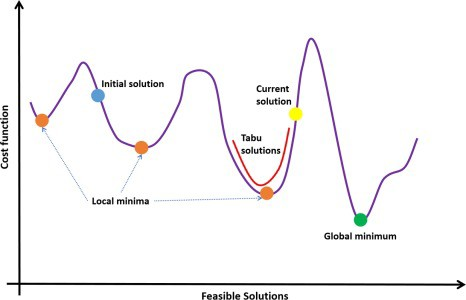 Initial solution
Current
solution
Tabu
solutions
Local minima
Global minimum
Cost function
Feasible Solutions